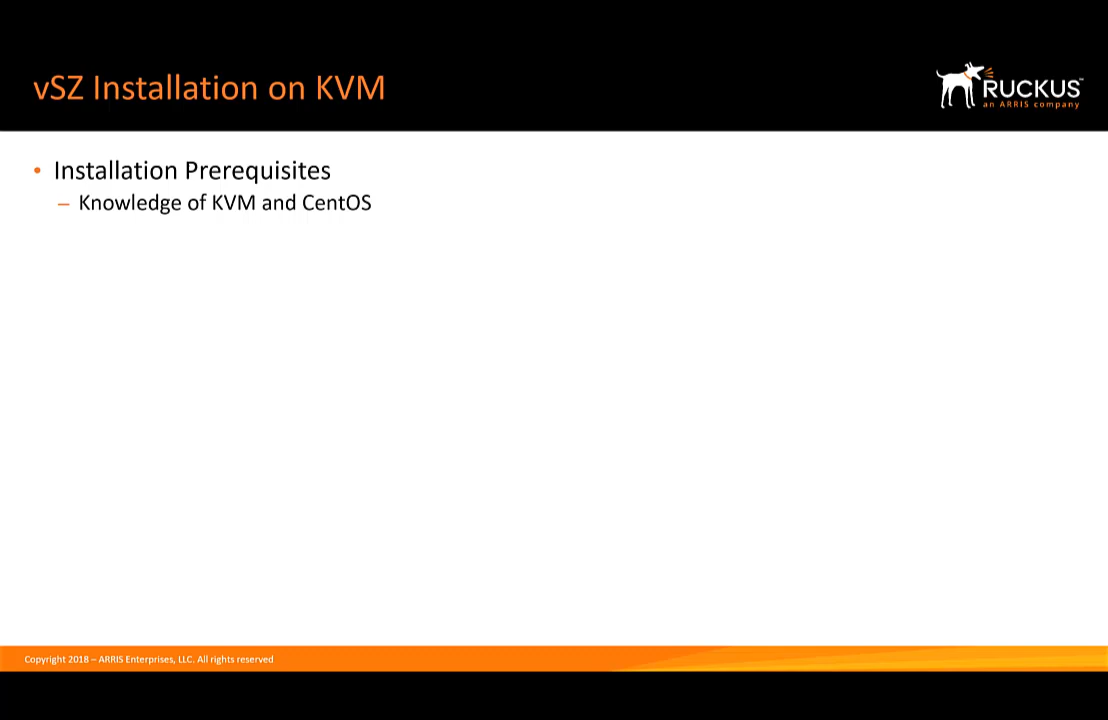 vSZ Installation on KVM
RUCKUS™
an ARRIS company
• Installation Prerequisites
– Knowledge of KVM and CentOS
Copyright 2018 – ARRIS Enterprises, LLC. All rights reserved